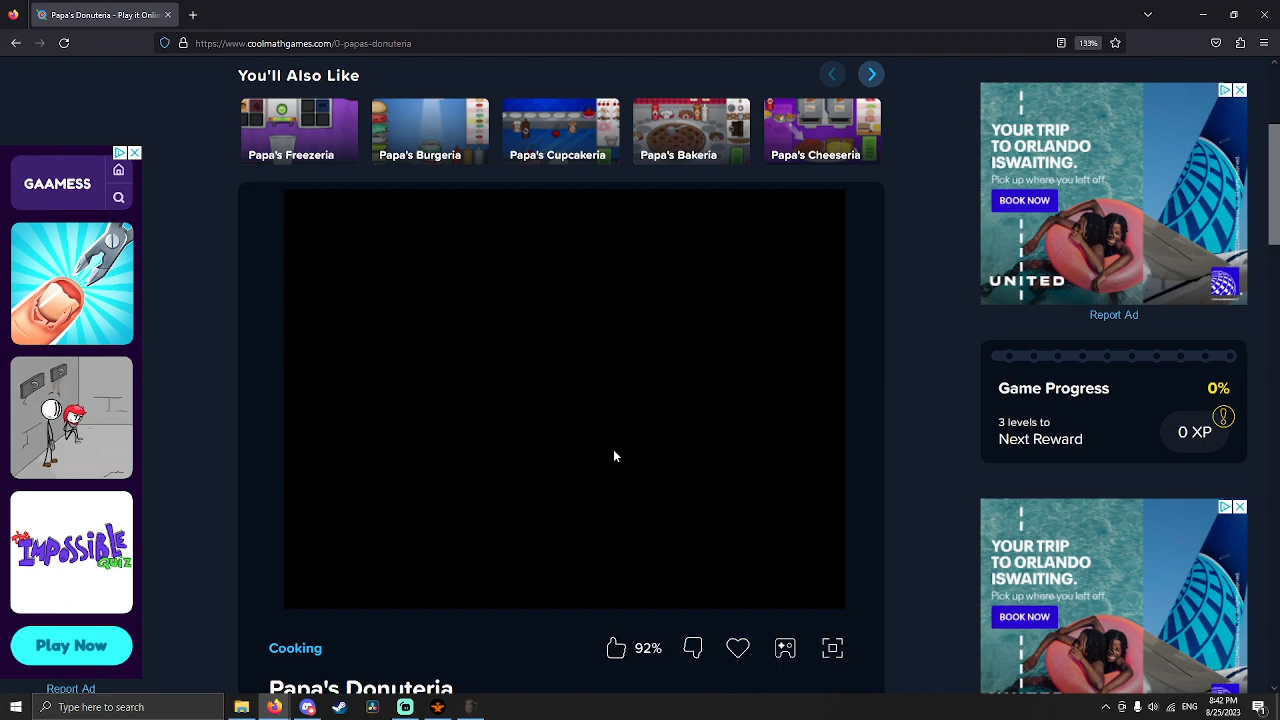 Papa's Donuteria - Play it Onlin
https://www.coolmathgames.com/0-papas-donuteria
133%
You'll Also Like
Papa's Freezeria
Papa's Burgeria
Papa's Cupcakeria
Papa's Bakeria
Papa's Cheeseria
GAAMESS
THE IMPOSSIBLE QUIZ
Play Now
Report Ad
Cooking
92%
Papa's Donuteria
YOUR TRIP
TO ORLANDO
ISWAITING.
Pick up where you left off.
BOOK NOW
UNITED
Report Ad
Game Progress
0%
3 levels to
Next Reward
0 XP
YOUR TRIP
TO ORLANDO
ISWAITING.
Pick up where you left off.
BOOK NOW
Type here to search
ENG
8:42 PM
8/25/2023